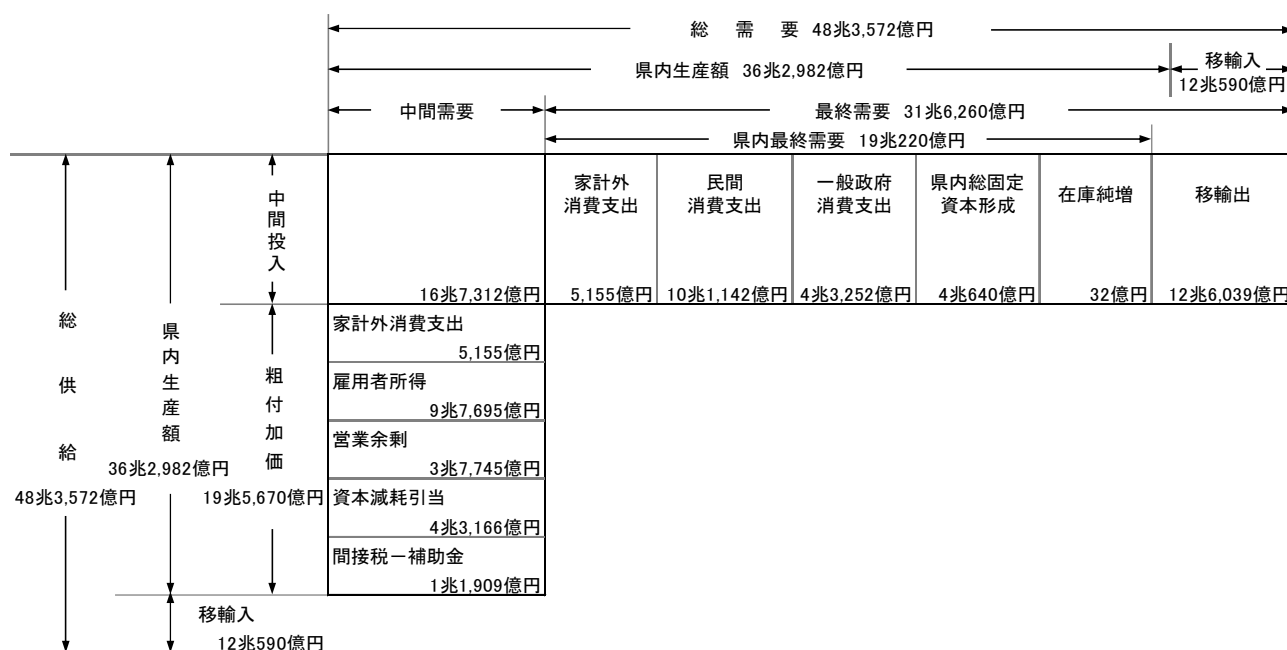 総 需 要 48兆3,572億円
県内生産額 36兆2,982億円
移輸入
12兆590億円
中間需要
最終需要 31兆6,260億円
県内最終需要 19兆220億円
総供給
48兆3,572億円
県内生産額
36兆2,982億円
中間投入
16兆7,312億円
家計外
消費支出
5,155億円
民間
消費支出
10兆1,142億円
一般政府
消費支出
4兆3,252億円
県内総固定
資本形成
4兆640億円
在庫純増
32億円
移輸出
12兆6,039億円
粗付加価値
19兆5,670億円
家計外消費支出
5,155億円
雇用者所得
9兆7,695億円
営業余剰
3兆7,745億円
資本減耗引当
4兆3,166億円
間接税－補助金
1兆1,909億円
移輸入
12兆590億円